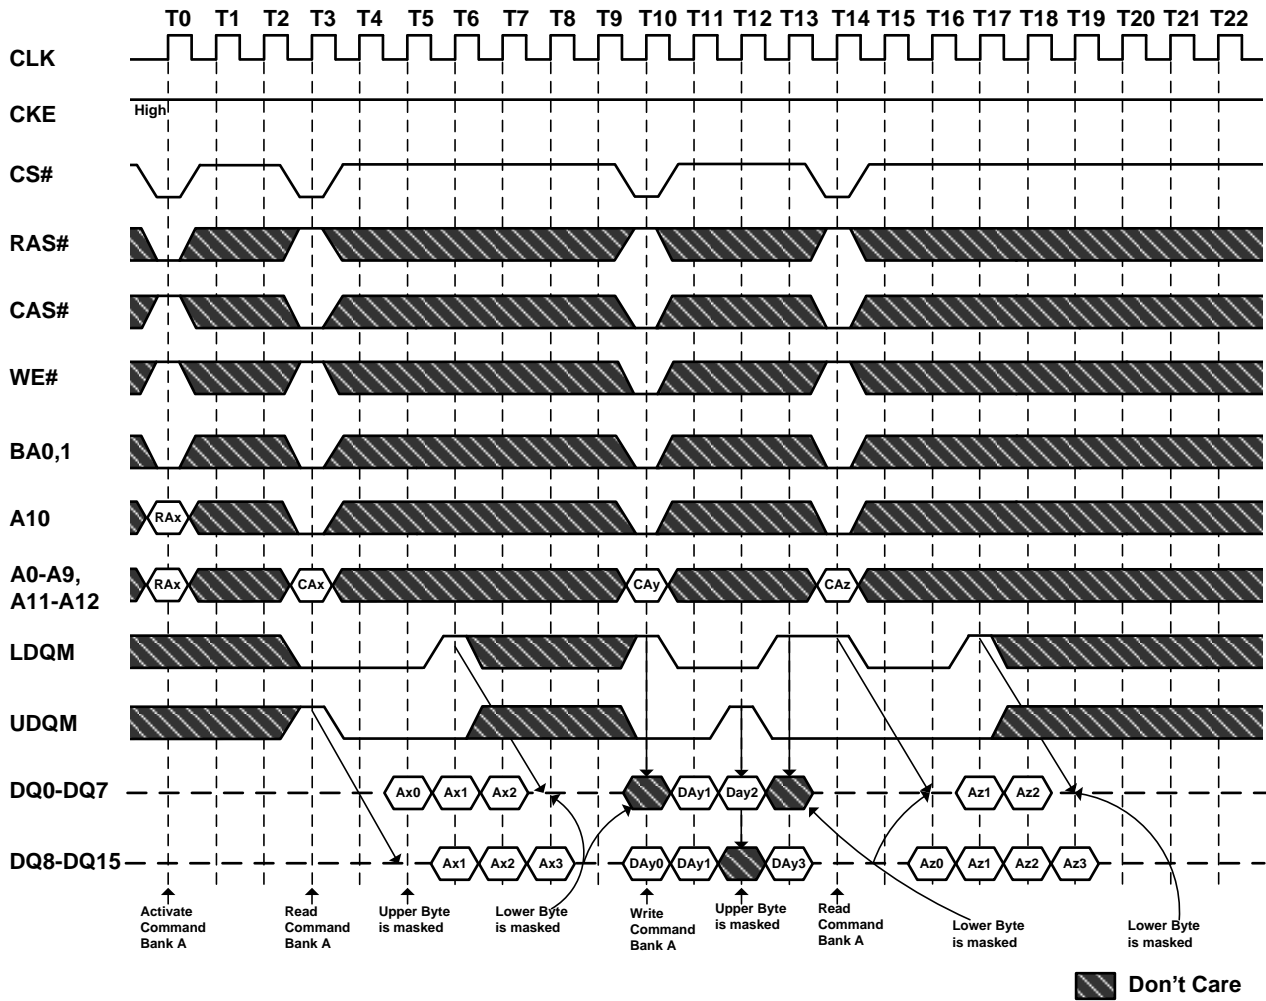 T0 T1 T2 T3 T4 T5 T6 T7 T8 T9 T10 T11 T12 T13 T14 T15 T16 T17 T18 T19 T20 T21 T22
CLK
CKE
High
CS#
RAS#
CAS#
WE#
BA0,1
A10
RAx
A0-A9,
A11-A12
RAx CAx CAy CAz
LDQM
UDQM
DQ0-DQ7
Ax0 Ax1 Ax2 DAy1 Day2 Az1 Az2
DQ8-DQ15
Ax1 Ax2 Ax3 DAy0 DAy1 DAy3 Az0 Az1 Az2 Az3
Activate
Command
Bank A
Read
Command
Bank A
Upper Byte
is masked
Lower Byte
is masked
Write
Command
Bank A
Upper Byte
is masked
Read
Command
Bank A
Lower Byte
is masked
Lower Byte
is masked
Don't Care